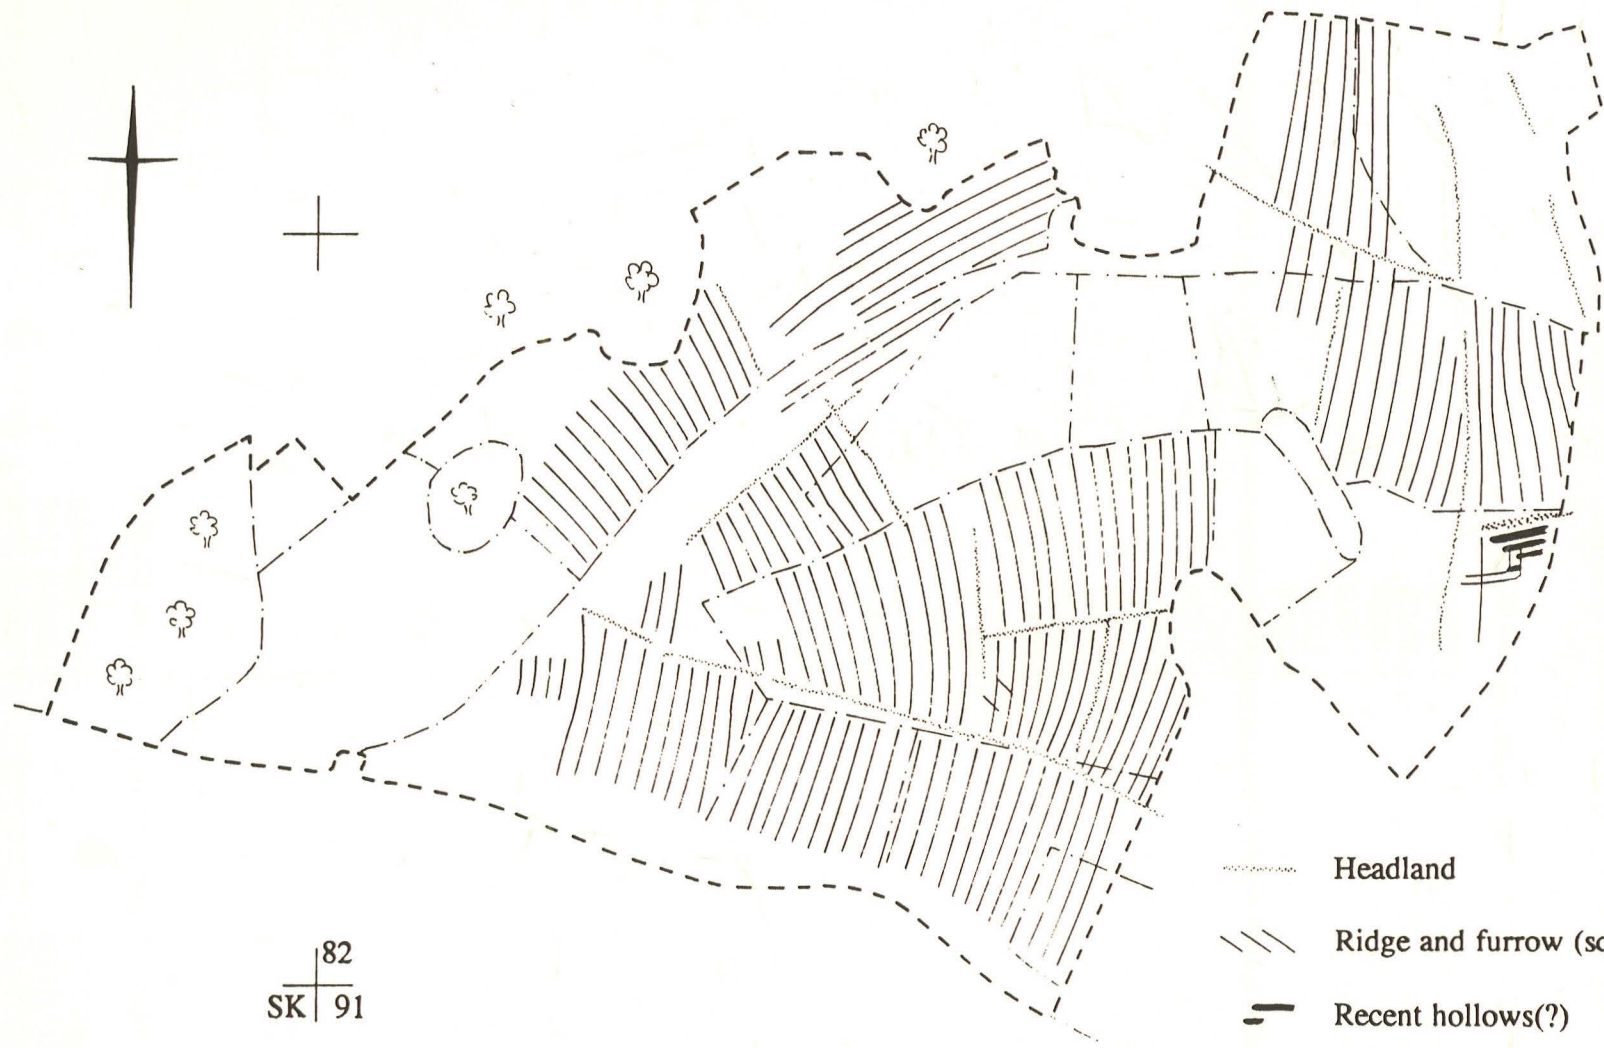 Headland
Ridge and furrow (sc
82
SK 91
Recent hollows(?)